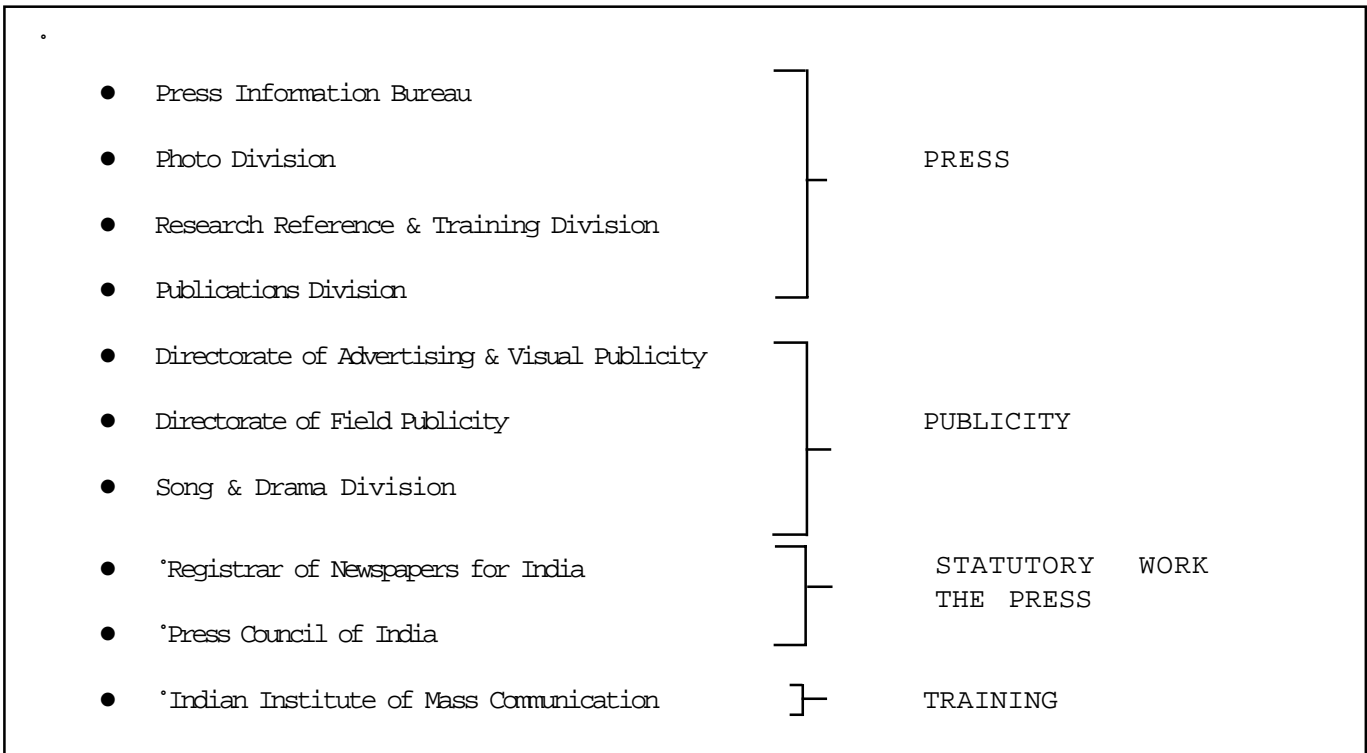 °
● Press Information Bureau
● Photo Division PRESS
● Research Reference & Training Division
● Publications Division
● Directorate of Advertising & Visual Publicity
● Directorate of Field Publicity PUBLICITY
● Song & Drama Division
● °Registrar of Newspapers for India STATUTORY WORK
THE PRESS
● °Press Council of India
● °Indian Institute of Mass Communication TRAINING